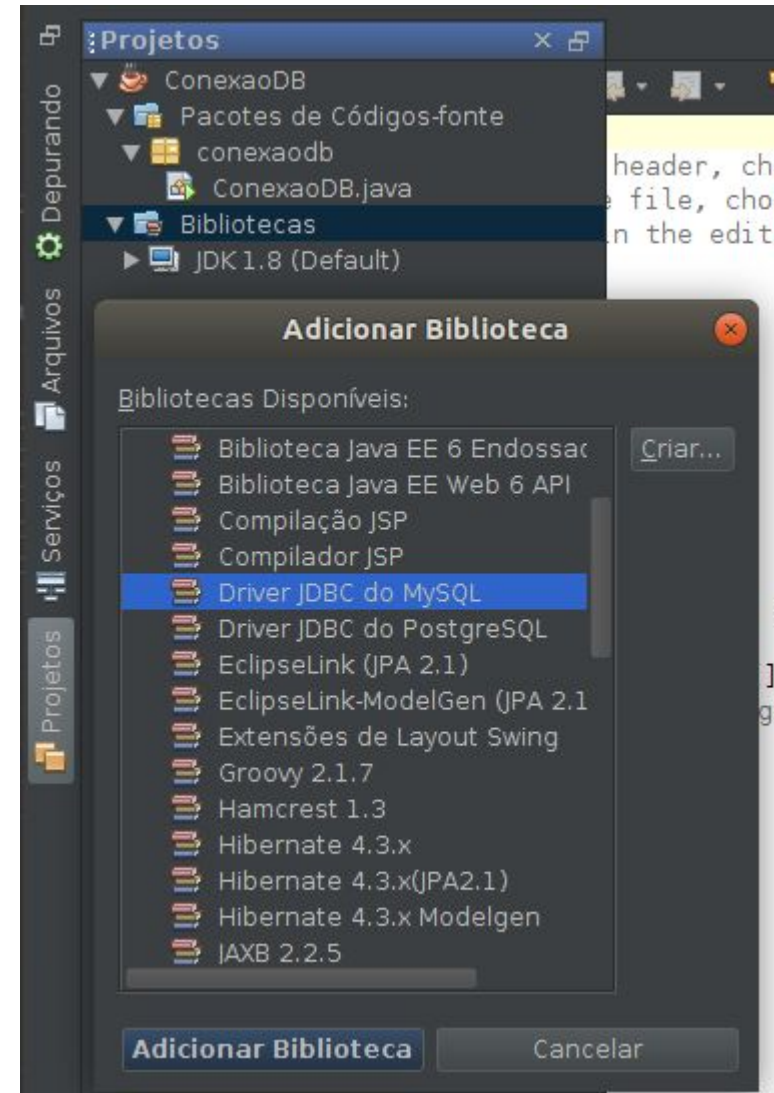 Projetos
ConexaoDB
Pacotes de Códigos-fonte
conexaodb
ConexaoDB.java
Bibliotecas
JDK 1.8 (Default)
header, ch
file, cho
n the edit
Depurando
Arquivos
Serviços
Projetos
Adicionar Biblioteca
Bibliotecas Disponíveis:
Biblioteca Java EE 6 Endossac
Biblioteca Java EE Web 6 API
Compilação JSP
Compilador JSP
Driver JDBC do MySQL
Driver JDBC do PostgreSQL
EclipseLink (JPA 2.1)
EclipseLink-ModelGen (JPA 2.1
Extensões de Layout Swing
Groovy 2.1.7
Hamcrest 1.3
Hibernate 4.3.x
Hibernate 4.3.x(JPA2.1)
Hibernate 4.3.x Modelgen
JAXB 2.2.5
Criar...
]
g
Adicionar Biblioteca
Cancelar